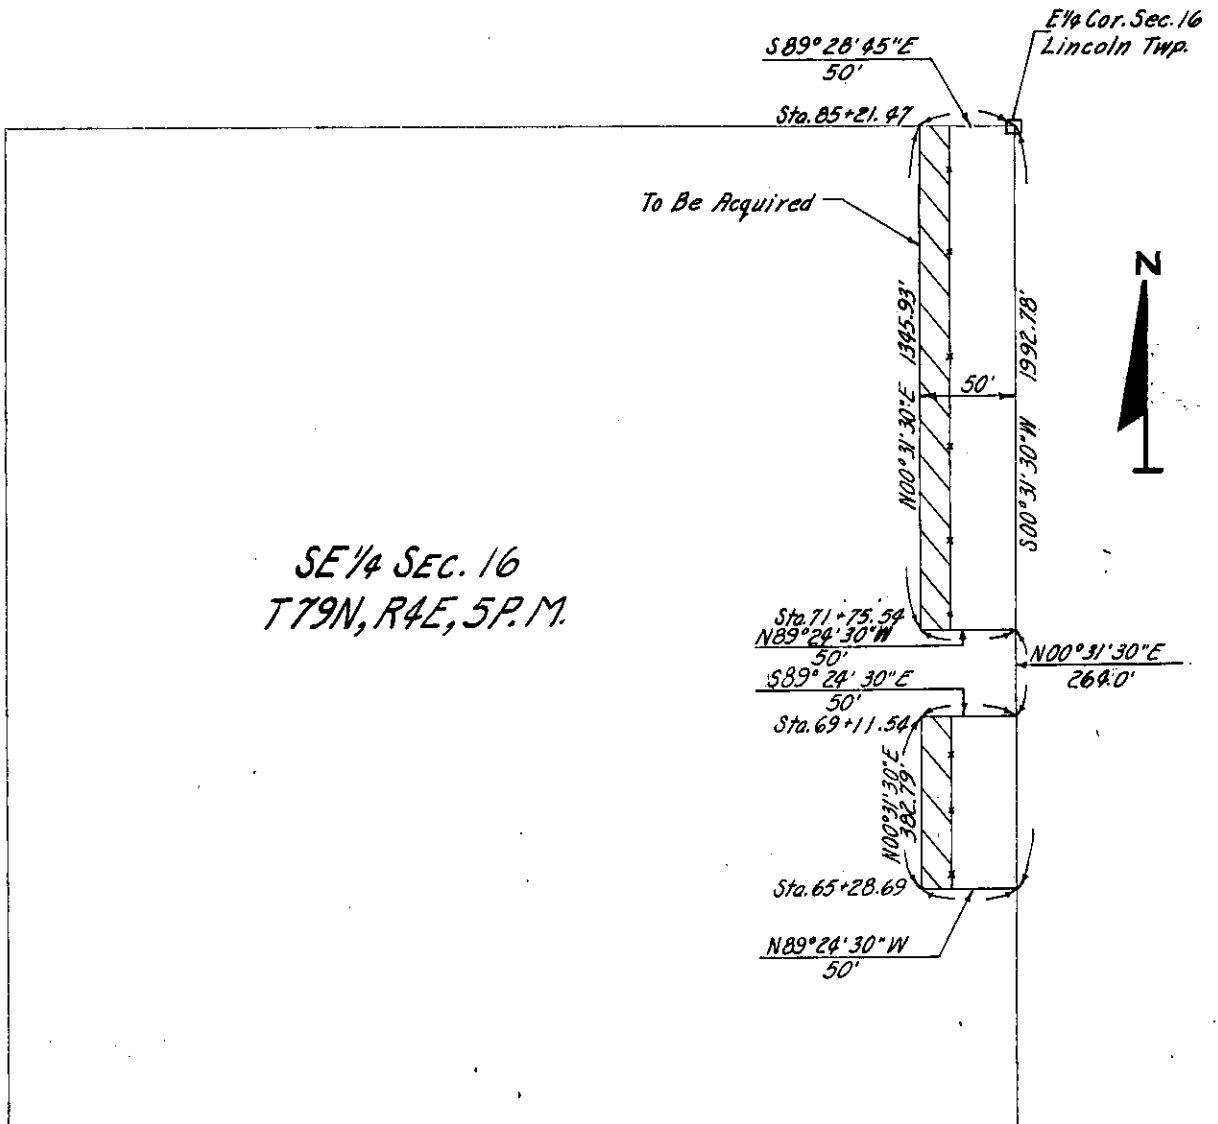 E¼ Cor. Sec. 16
Lincoln Twp.
S89°28'45"E
50'
Sta. 85+21.47
To Be Acquired
N
N00°31'30"E 1345.93'
50'
S00°31'30"W 1992.78'
SE ¼ SEC. 16
T79N, R4E, 5P.M.
Sta. 71+75.54
N89°24'30"W
50'
N00°31'30"E
264.0'
S89°24'30"E
50'
Sta. 69+11.54
N00°31'30"E
382.79'
Sta. 65+28.69
N89°24'30"W
50'